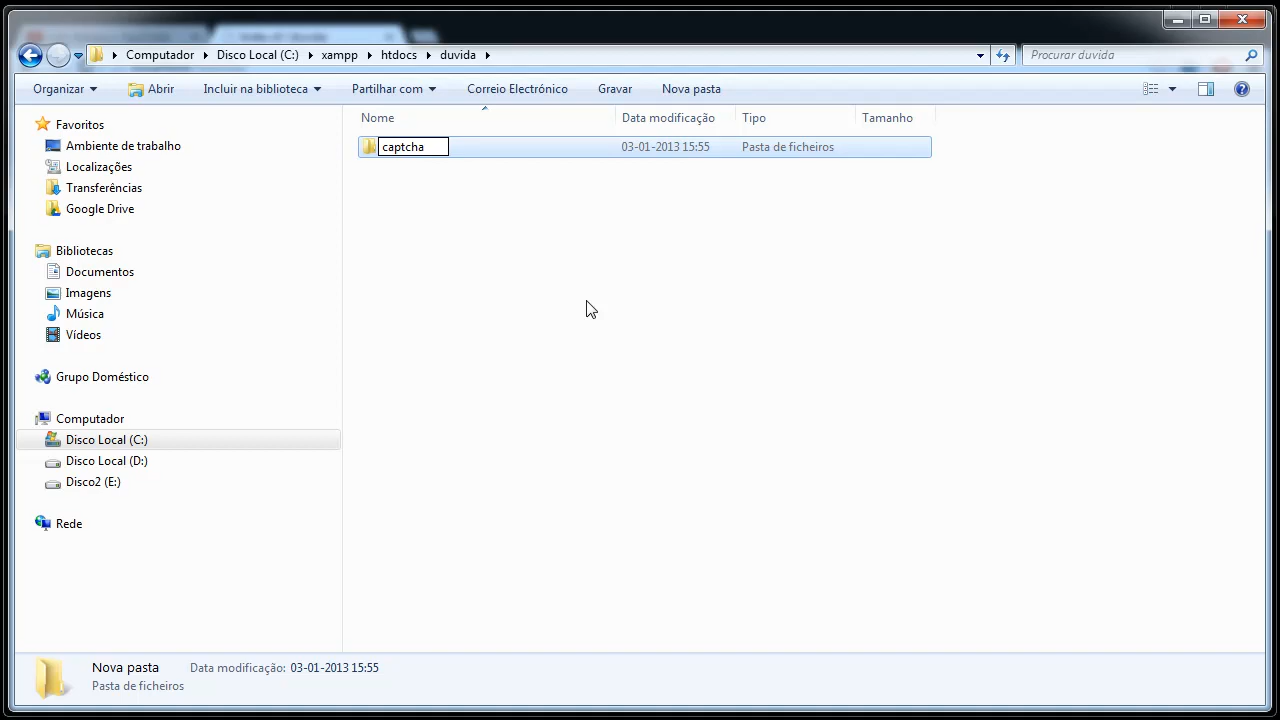 Computador
Disco Local (C:)
xampp
htdocs
duvida
Procurar duvida
Organizar
Abrir
Incluir na biblioteca
Partilhar com
Correio Electrónico
Gravar
Nova pasta
Favoritos
Ambiente de trabalho
Localizações
Transferências
Google Drive
Bibliotecas
Documentos
Imagens
Música
Vídeos
Grupo Doméstico
Computador
Disco Local (C:)
Disco Local (D:)
Disco2 (E:)
Rede
Nome
Data modificação
Tipo
Tamanho
captcha
03-01-2013 15:55
Pasta de ficheiros
Nova pasta
Data modificação: 03-01-2013 15:55
Pasta de ficheiros